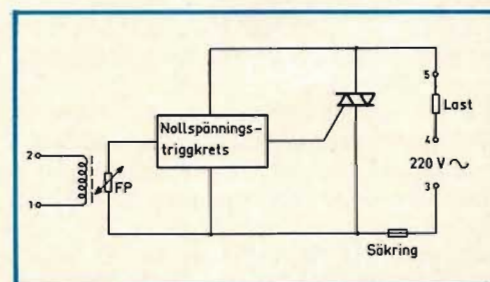 5
Last
Nollspännings-
triggkrets
4
2
FP
220 V ~
1
3
Säkring